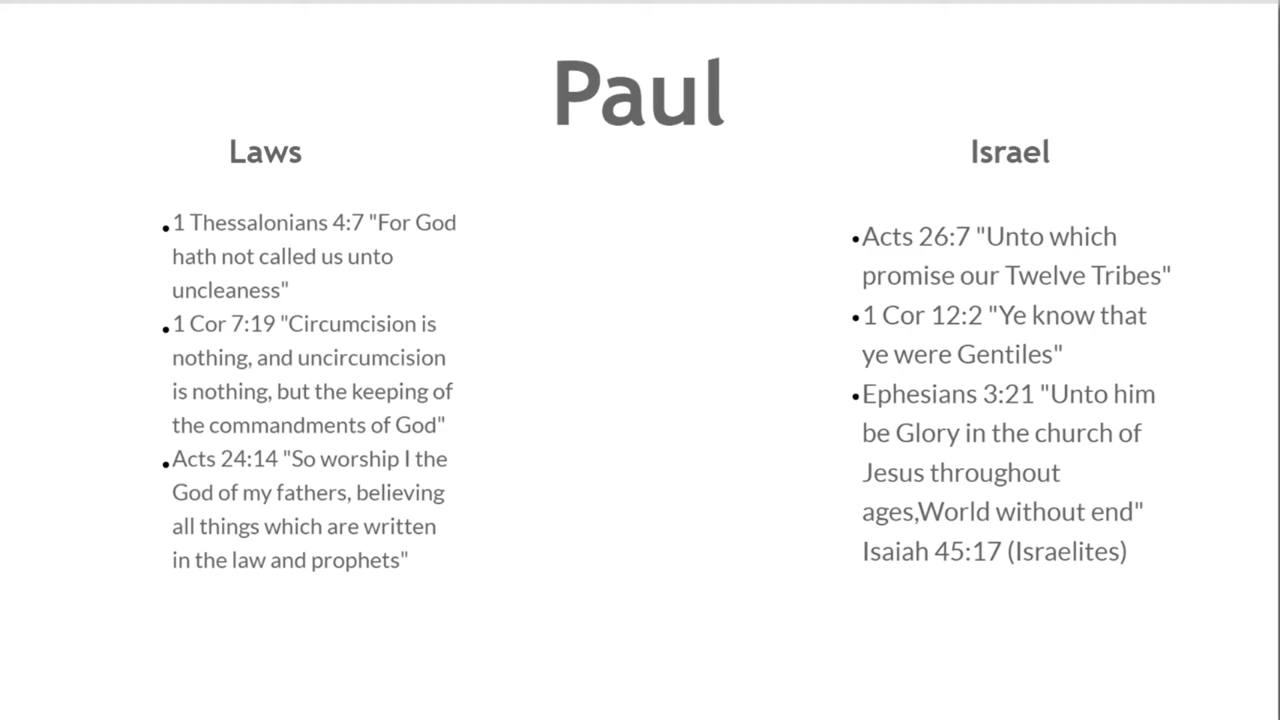 Paul
Laws
•1 Thessalonians 4:7 "For God
hath not called us unto
uncleaness"
•1 Cor 7:19 "Circumcision is
nothing, and uncircumcision
is nothing, but the keeping of
the commandments of God"
•Acts 24:14 "So worship I the
God of my fathers, believing
all things which are written
in the law and prophets"
Israel
•Acts 26:7 "Unto which
promise our Twelve Tribes"
•1 Cor 12:2 "Ye know that
ye were Gentiles"
•Ephesians 3:21 "Unto him
be Glory in the church of
Jesus throughout
ages,World without end"
Isaiah 45:17 (Israelites)